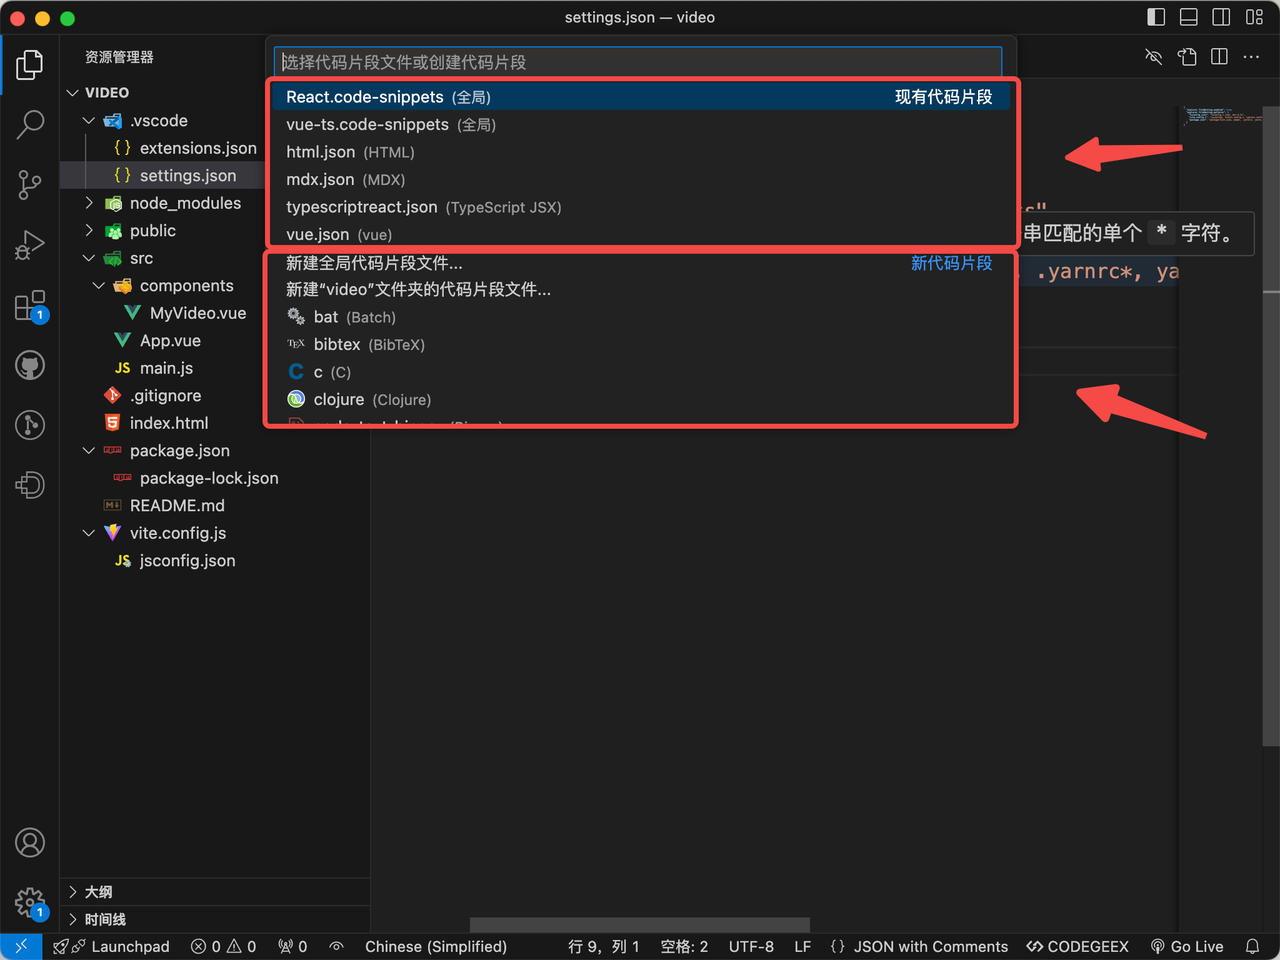 settings.json — video
资源管理器
选择代码片段文件或创建代码片段
VIDEO
.vscode
{} extensions.json
{} settings.json
node_modules
public
src
components
MyVideo.vue
App.vue
JS main.js
.gitignore
index.html
package.json
package-lock.json
README.md
vite.config.js
JS jsconfig.json
大纲
时间线
React.code-snippets (全局) 现有代码片段
vue-ts.code-snippets (全局)
html.json (HTML)
mdx.json (MDX)
typescriptreact.json (TypeScript JSX)
vue.json (vue)
新建全局代码片段文件... 新代码片段
新建“video”文件夹的代码片段文件...
bat (Batch)
TEX bibtex (BibTeX)
C c (C)
clojure (Clojure)
s"
串匹配的单个 * 字符。
.yarnrc*, ya
1
1
Launchpad 0 0 0 Chinese (Simplified) 行 9，列 1 空格: 2 UTF-8 LF {} JSON with Comments CODEGEEX Go Live